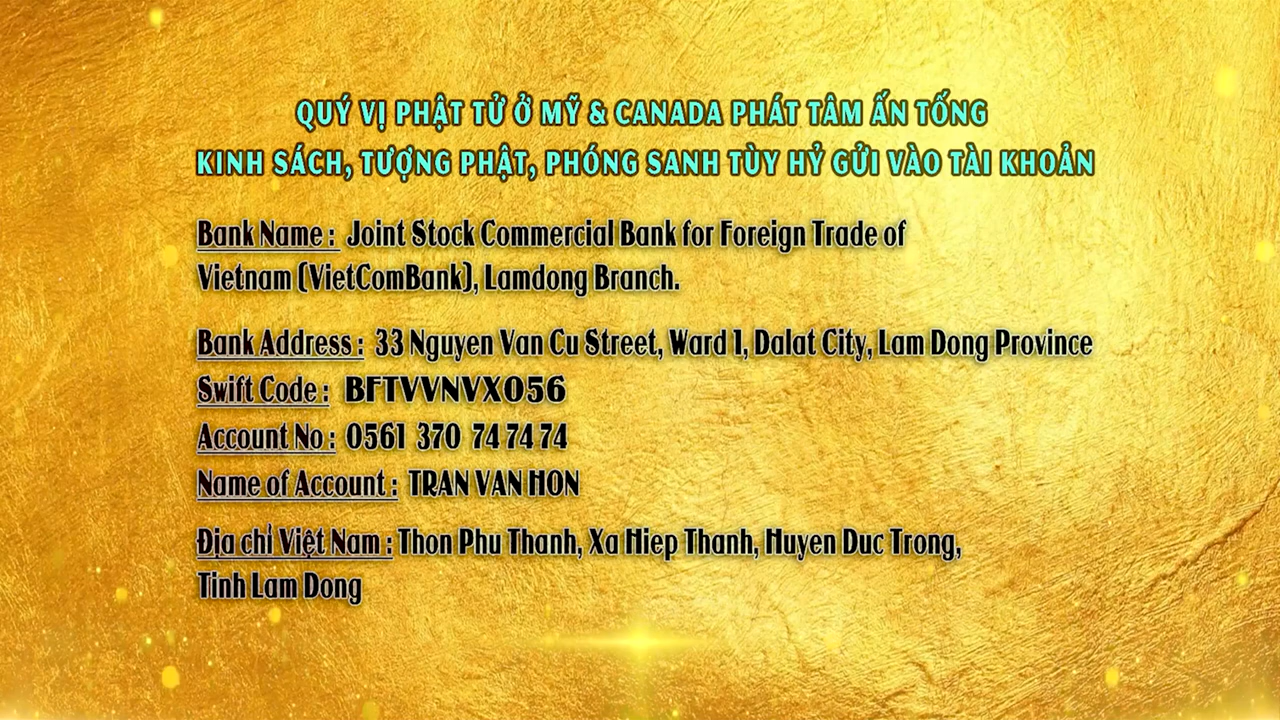 QUÝ VỊ PHẬT TỬ Ở MỸ & CANADA PHÁT TÂM ẤN TỐNG
KINH SÁCH, TƯỢNG PHẬT, PHÓNG SANH TÙY HỶ GỬI VÀO TÀI KHOẢN
Bank Name : Joint Stock Commercial Bank for Foreign Trade of
Vietnam (VietComBank), Lamdong Branch.
Bank Address : 33 Nguyen Van Cu Street, Ward 1, Dalat City, Lam Dong Province
Swift Code : BFTVVNVX056
Account No : 0561 370 74 74 74
Name of Account : TRAN VAN HON
Địa chỉ Việt Nam : Thon Phu Thanh, Xa Hiep Thanh, Huyen Duc Trong,
Tinh Lam Dong